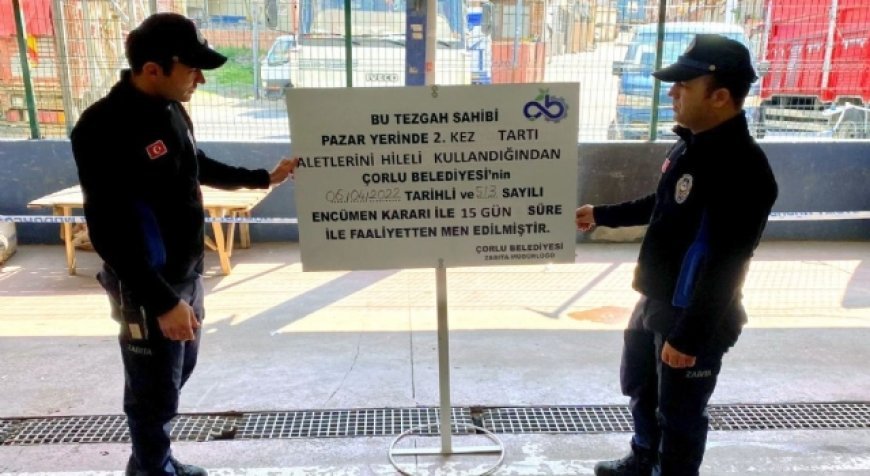 IVECO
BU TEZGAH SAHİBİ
PAZAR YERİNDE 2. KEZ TARTI
ALETLERİNİ HİLELİ KULLANDIĞINDAN
ÇORLU BELEDİYESİ'nin
06/04/2022 TARİHLİ ve 513 SAYILI
ENCÜMEN KARARI İLE 15 GÜN SÜRE
İLE FAALİYETTEN MEN EDİLMİŞTİR.
ÇORLU BELEDİYESİ
ZABITA MÜDÜRLÜĞÜ
ZABITA
ZABITA